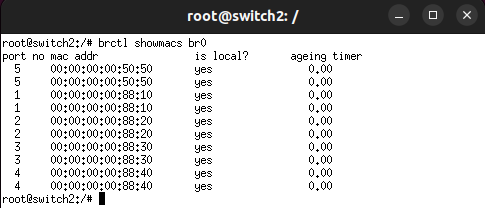 root@switch2: /
root@switch2:/# brctl showmacs br0
port no mac addr                is local?       ageing timer
  5     00:00:00:00:50:50       yes                0.00
  5     00:00:00:00:50:50       yes                0.00
  1     00:00:00:00:88:10       yes                0.00
  1     00:00:00:00:88:10       yes                0.00
  2     00:00:00:00:88:20       yes                0.00
  2     00:00:00:00:88:20       yes                0.00
  3     00:00:00:00:88:30       yes                0.00
  3     00:00:00:00:88:30       yes                0.00
  4     00:00:00:00:88:40       yes                0.00
  4     00:00:00:00:88:40       yes                0.00
root@switch2:/#